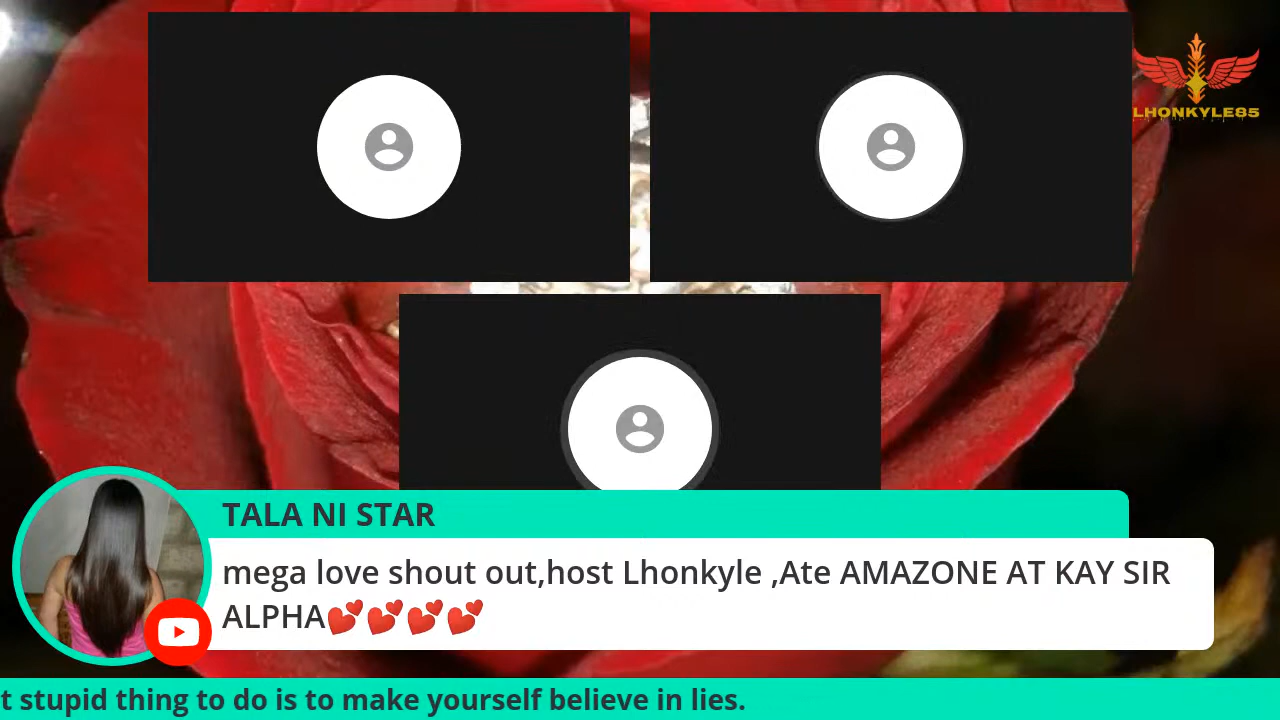 LHONKYLE85
TALA NI STAR
mega love shout out,host Lhonkyle ,Ate AMAZONE AT KAY SIR
ALPHA💕💕💕💕
t stupid thing to do is to make yourself believe in lies.